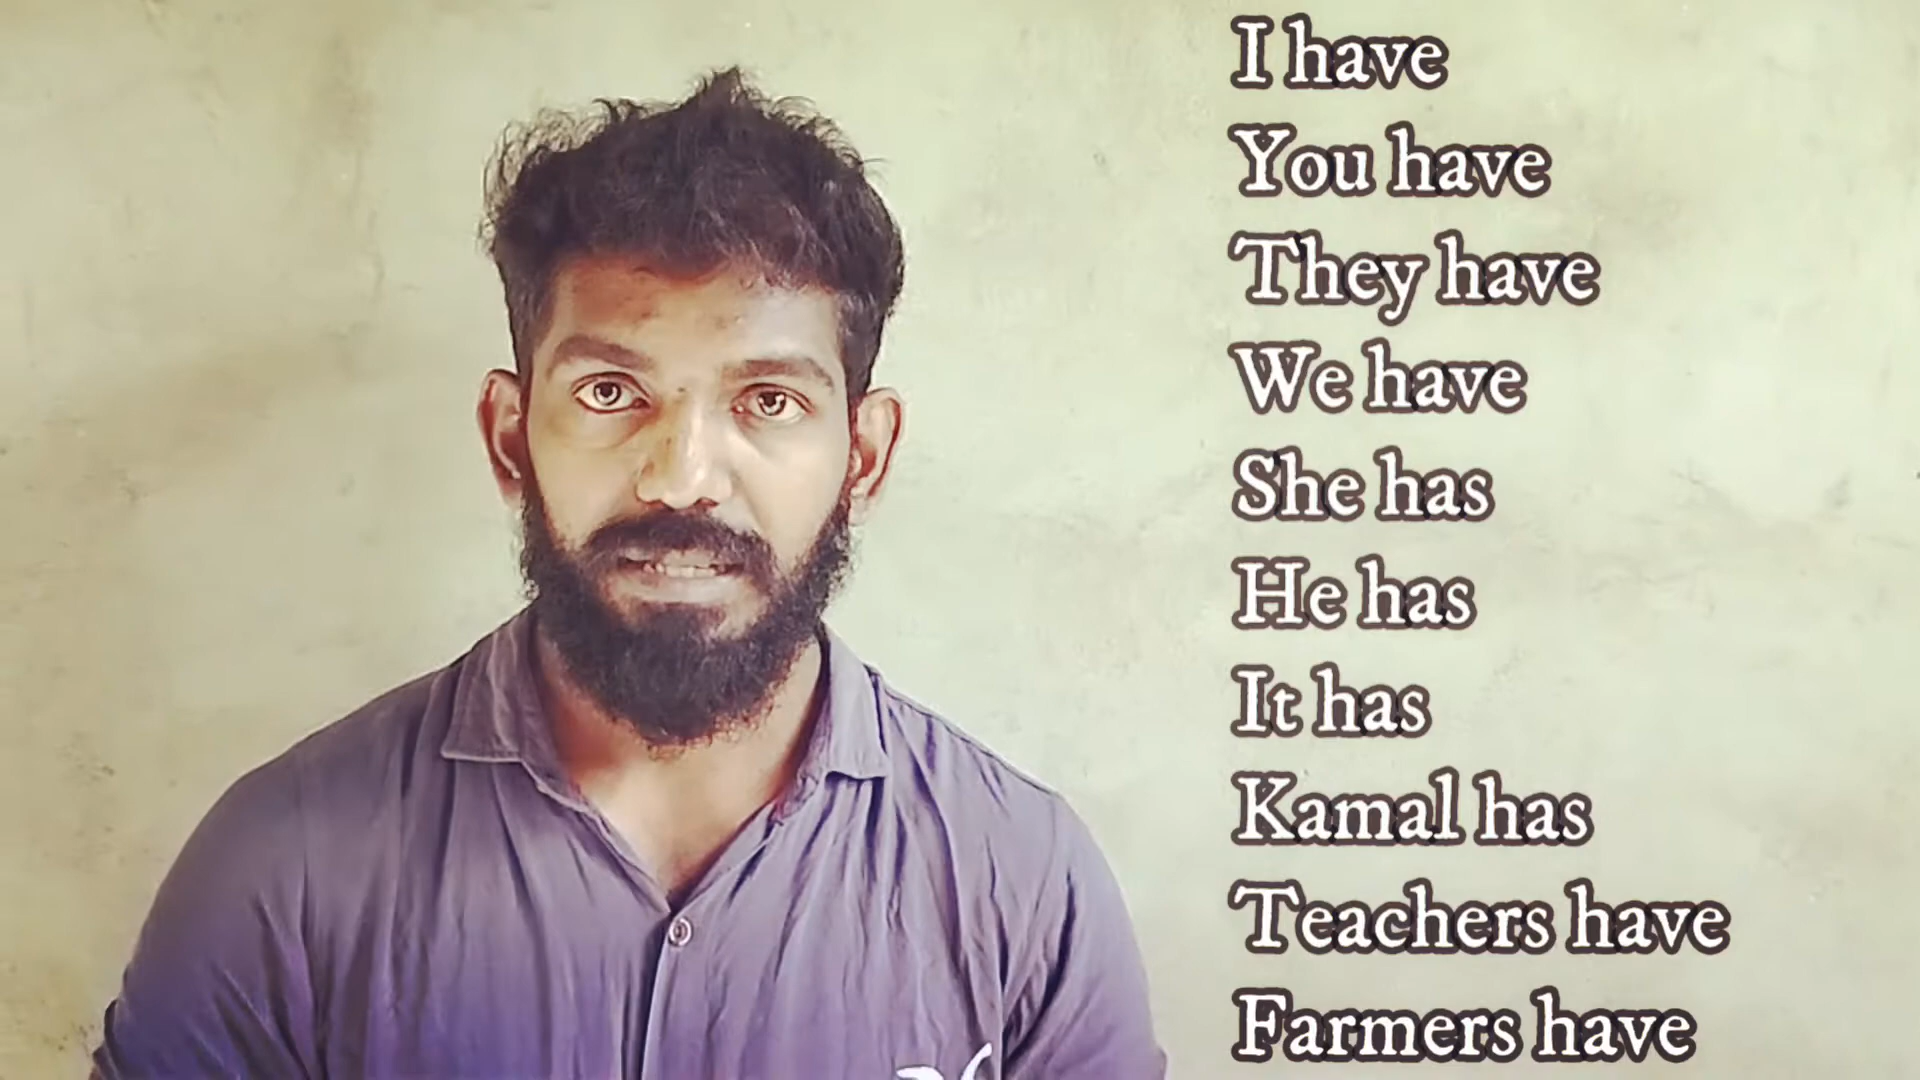 I have
You have
They have
We have
She has
He has
It has
Kamal has
Teachers have
Farmers have